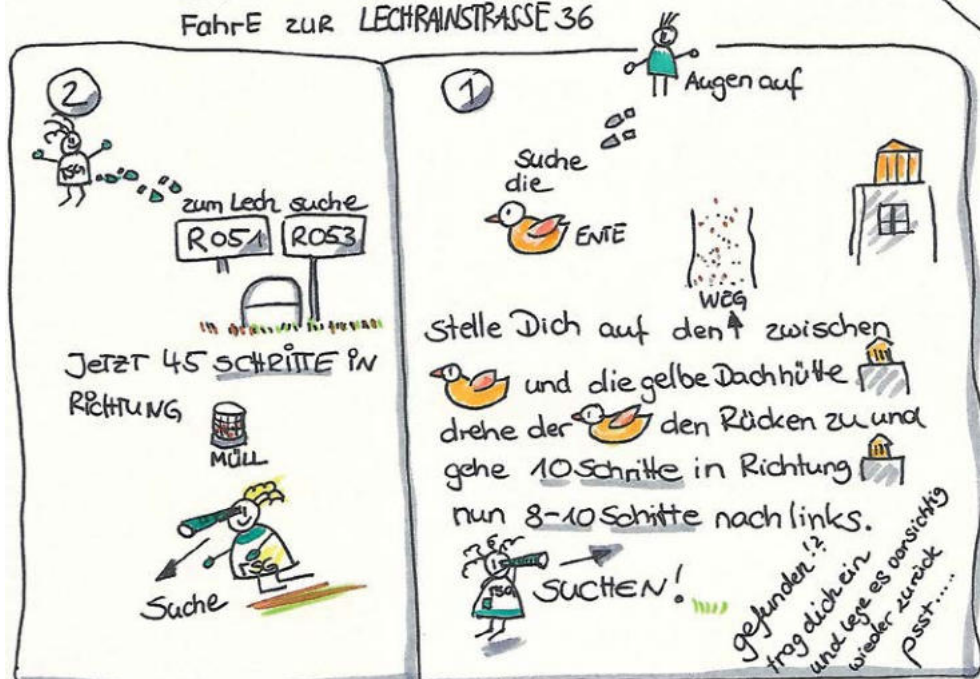 FahrE zuR LECHRAINSTRASSE 36
2
TSG
zum Lech suche
R051 R053
JETZT 45 SCHRITTE iN
RiCHTUNG
MÜLL
TSG
Suche
1
Augen auf
suche
die
ENTE
WEG
Stelle Dich auf den zwischen
und die gelbe Dachhütte
drehe der den Rücken zu und
gehe 10 Schritte in Richtung
nun 8-10 Schitte nach links.
TSG
SUCHEN!
gefunden!?
trag dich ein
und lege es vorsichtig
wieder zurück
psst....